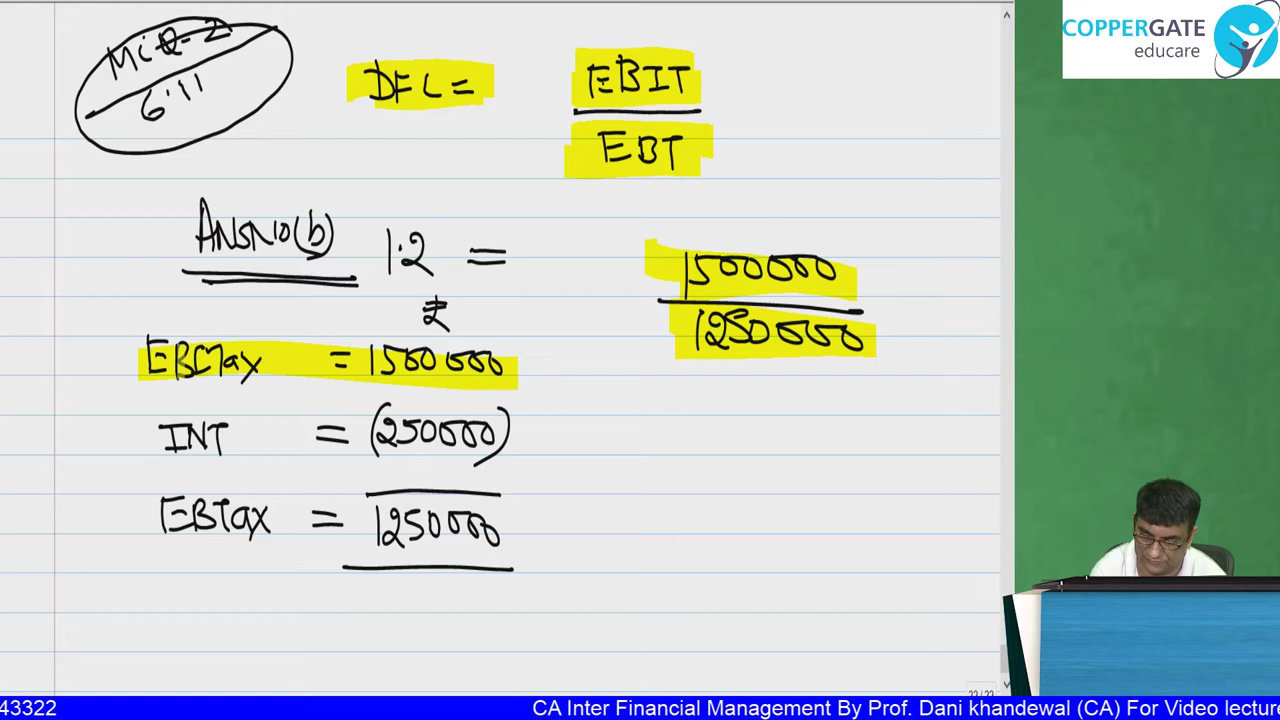 MCQ-2
6.11
DFL = EBIT
EBT
COPPERGATE
educare
Ans No (b) 1.2 = 1500000
1250000
₹
EBITax = 1500000
INT = (250000)
EBTax = 1250000
43322 CA Inter Financial Management By Prof. Dani khandewal (CA) For Video lecture